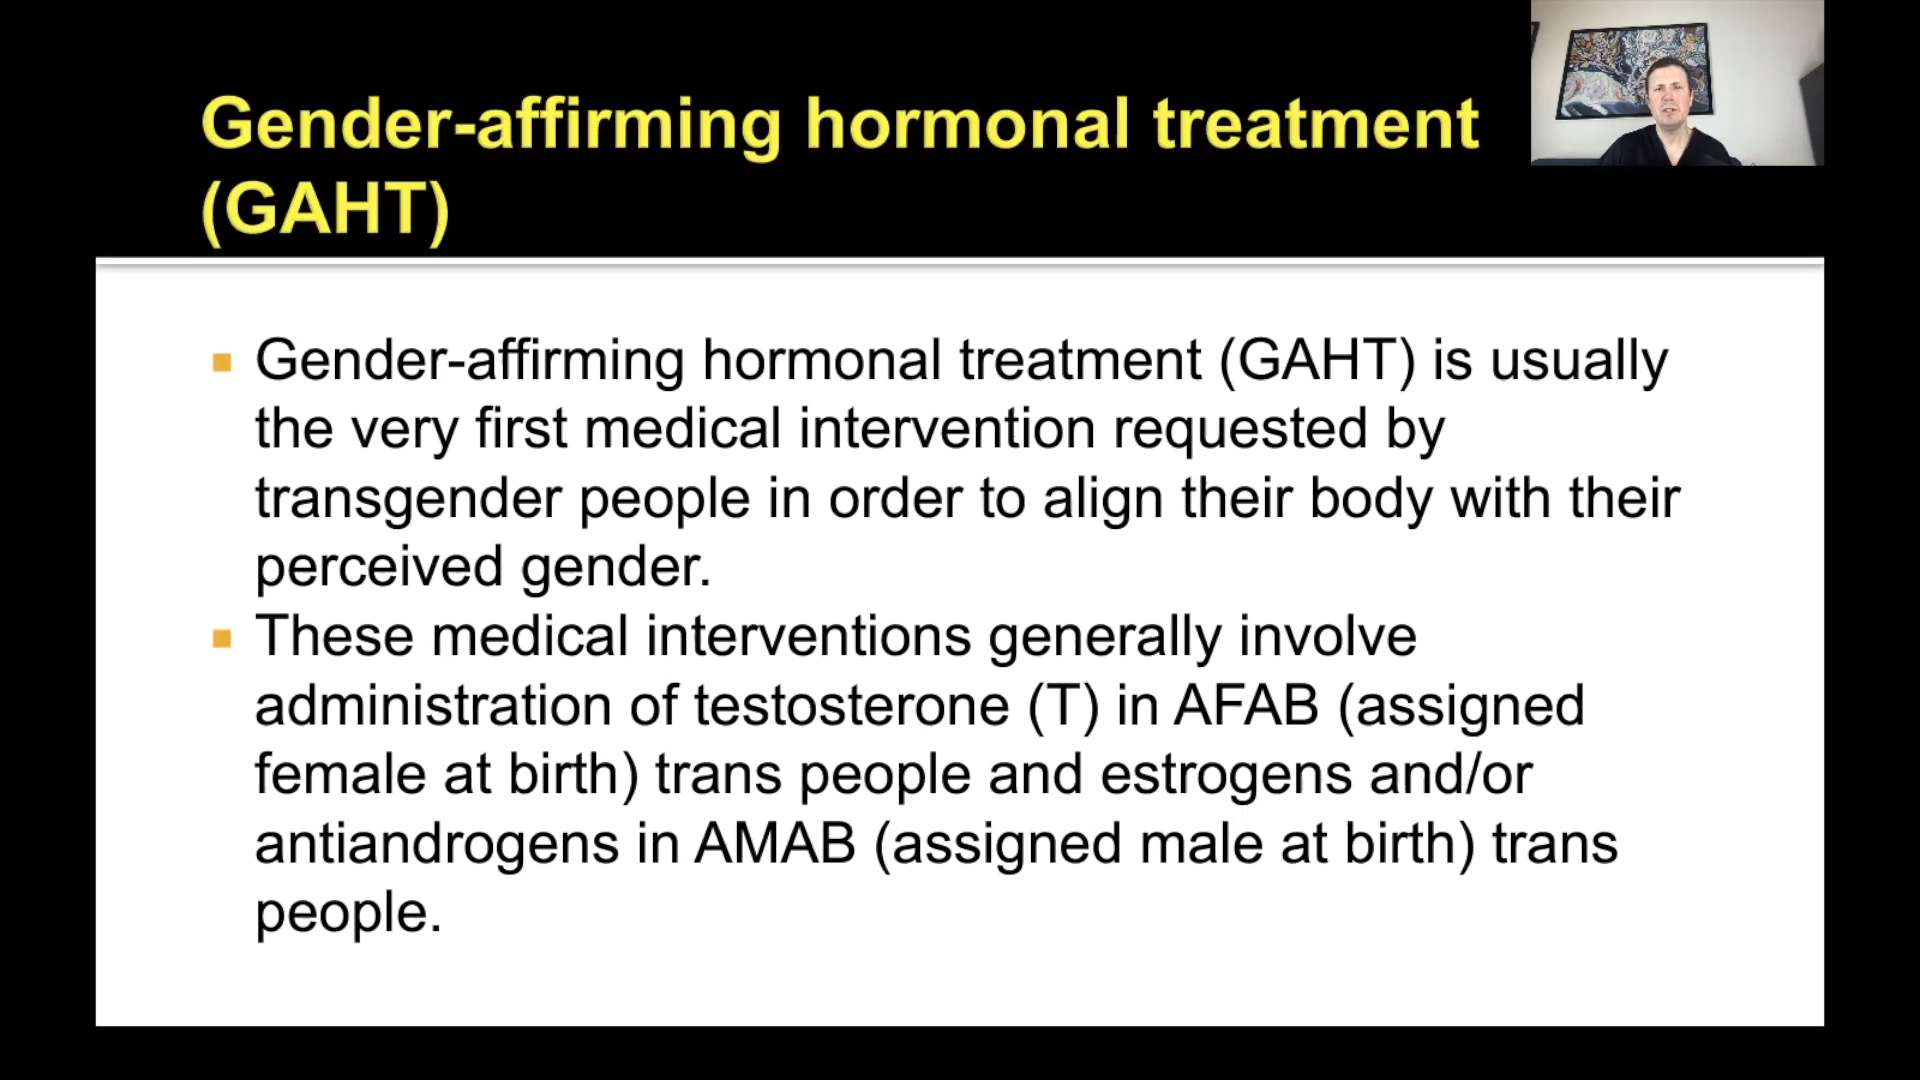 Gender-affirming hormonal treatment
(GAHT)
Gender-affirming hormonal treatment (GAHT) is usually
the very first medical intervention requested by
transgender people in order to align their body with their
perceived gender.
These medical interventions generally involve
administration of testosterone (T) in AFAB (assigned
female at birth) trans people and estrogens and/or
antiandrogens in AMAB (assigned male at birth) trans
people.